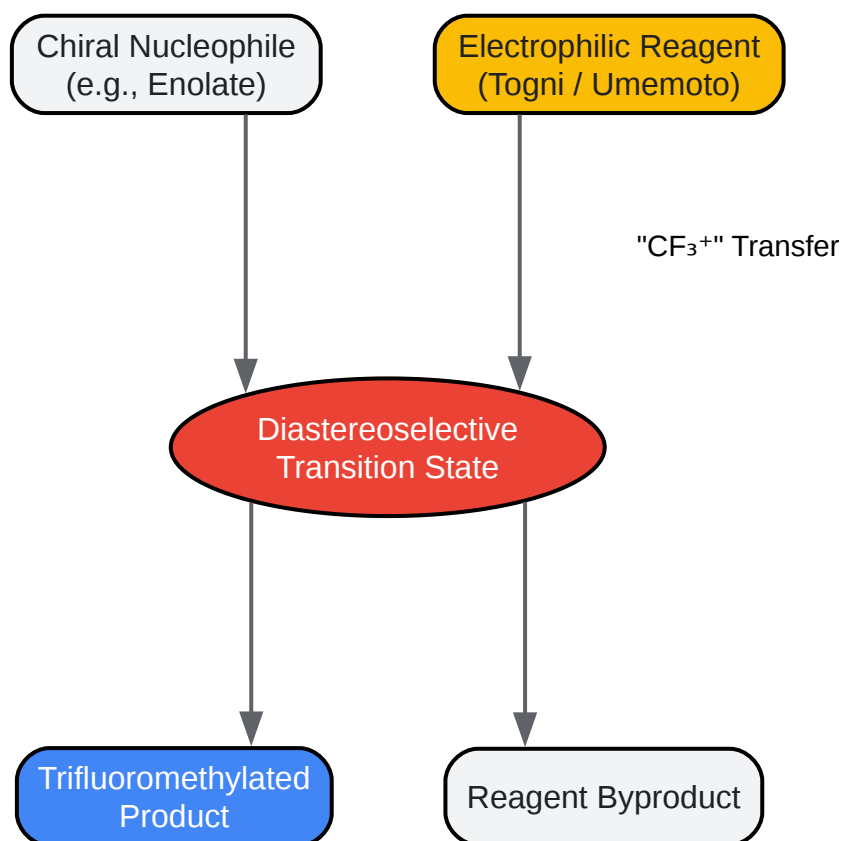 Chiral Nucleophile
(e.g., Enolate)
Electrophilic Reagent
(Togni / Umemoto)
"CF₃⁺" Transfer
Diastereoselective
Transition State
Trifluoromethylated
Product
Reagent Byproduct